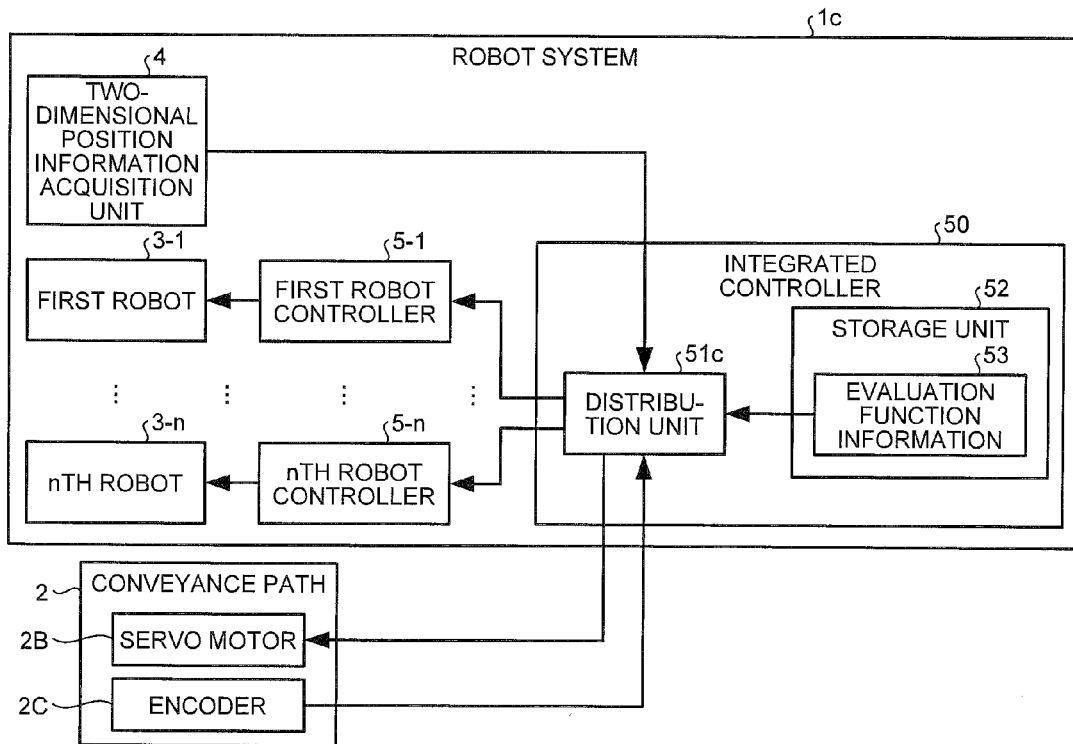 1c
ROBOT SYSTEM
4
TWO-
DIMENSIONAL
POSITION
INFORMATION
ACQUISITION
UNIT
50
INTEGRATED
CONTROLLER
3-1
FIRST ROBOT
5-1
FIRST ROBOT
CONTROLLER
52
STORAGE UNIT
53
EVALUATION
FUNCTION
INFORMATION
51c
DISTRIBU-
TION UNIT
3-n
nTH ROBOT
5-n
nTH ROBOT
CONTROLLER
2
CONVEYANCE PATH
2B
SERVO MOTOR
2C
ENCODER